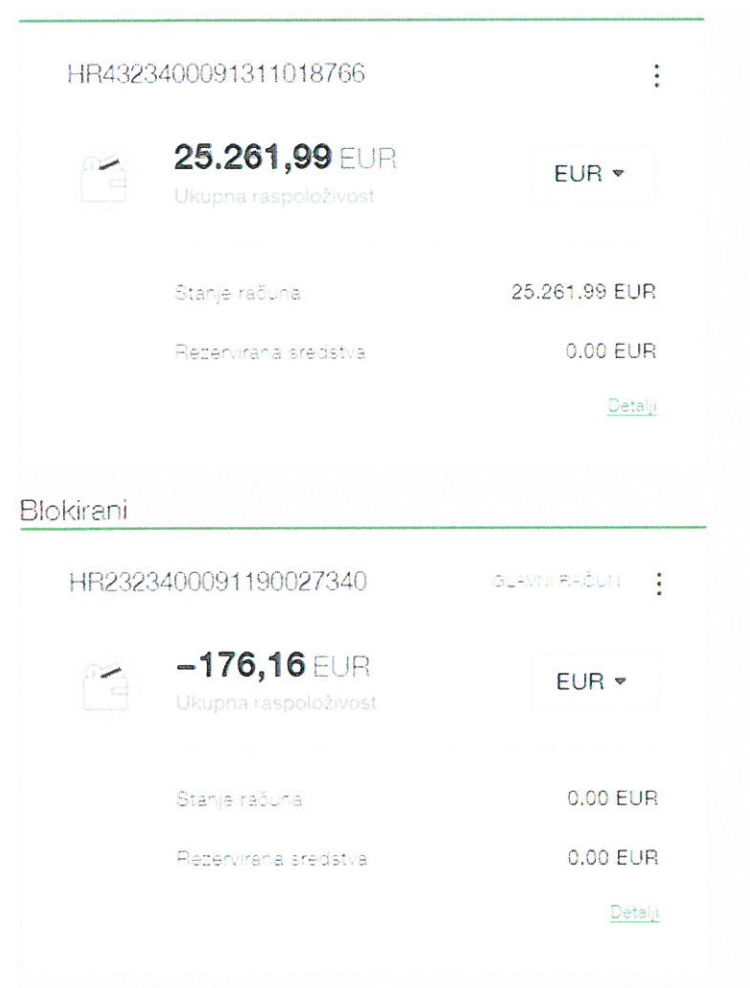 HR4323400091311018766
25.261,99 EUR
EUR
Ukupna raspoloživost
Stanje računa 25.261.99 EUR
Rezervirana sredstva 0.00 EUR
Detalji
Blokirani
HR2323400091190027340 GLAVNI RAČUN
–176,16 EUR
EUR
Ukupna raspoloživost
Stanje računa 0.00 EUR
Rezervirana sredstva 0.00 EUR
Detalji